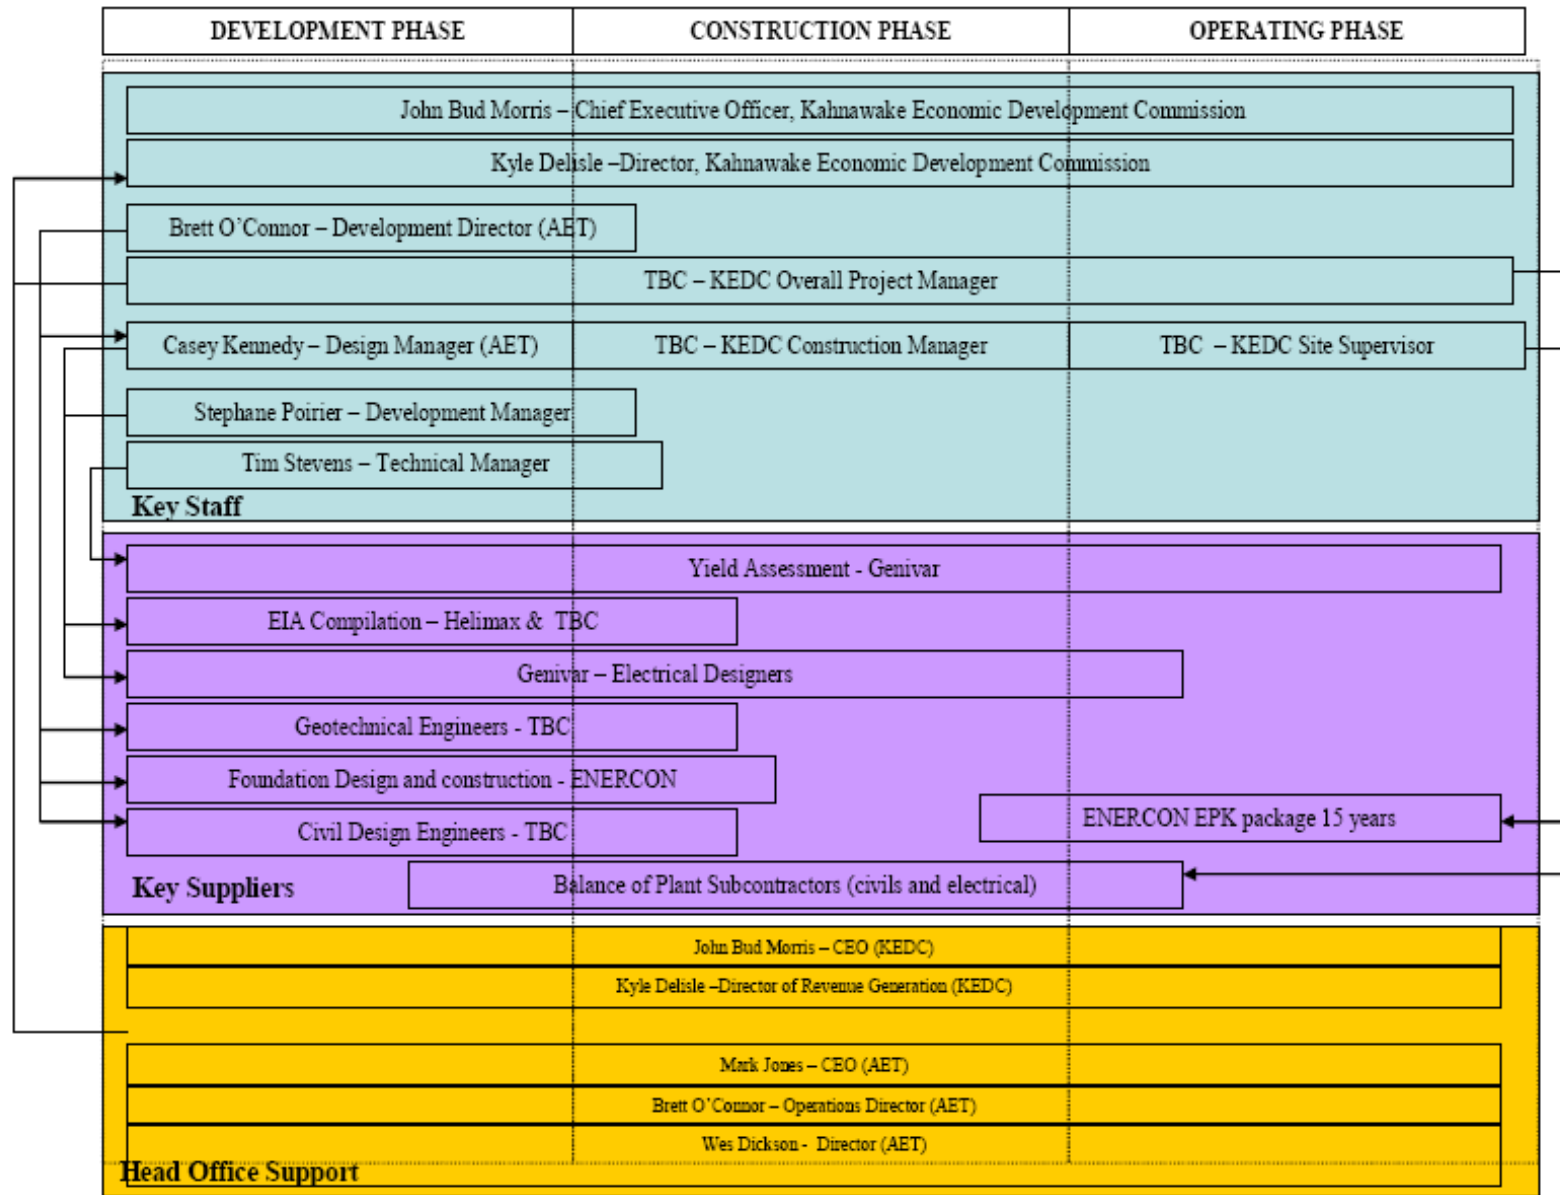 DEVELOPMENT PHASE CONSTRUCTION PHASE OPERATING PHASE
John Bud Morris – Chief Executive Officer, Kahnawake Economic Development Commission
Kyle Delisle –Director, Kahnawake Economic Development Commission
Brett O’Connor – Development Director (AET)
TBC – KEDC Overall Project Manager
Casey Kennedy – Design Manager (AET) TBC – KEDC Construction Manager TBC – KEDC Site Supervisor
Stephane Poirier – Development Manager
Tim Stevens – Technical Manager
Key Staff
Yield Assessment - Genivar
EIA Compilation – Helimax & TBC
Genivar – Electrical Designers
Geotechnical Engineers - TBC
Foundation Design and construction - ENERCON
ENERCON EPK package 15 years
Civil Design Engineers - TBC
Key Suppliers
Balance of Plant Subcontractors (civils and electrical)
John Bud Morris – CEO (KEDC)
Kyle Delisle –Director of Revenue Generation (KEDC)
Mark Jones – CEO (AET)
Brett O’Connor – Operations Director (AET)
Wes Dickson - Director (AET)
Head Office Support